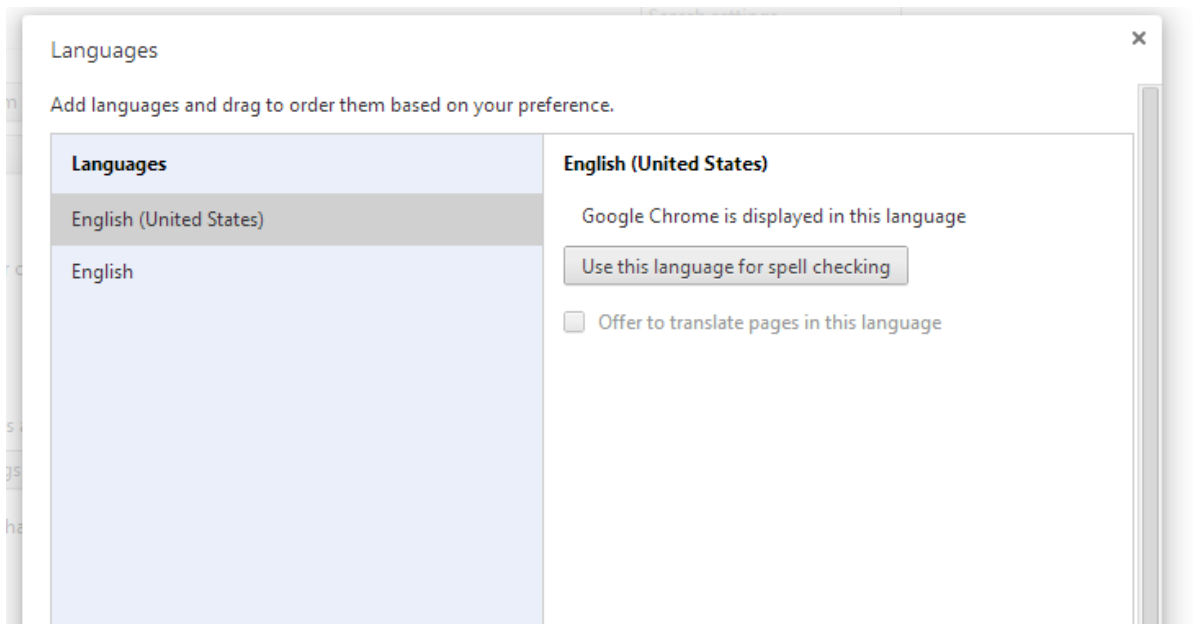 Search settings
Languages
Add languages and drag to order them based on your preference.
Languages
English (United States)
English
English (United States)
Google Chrome is displayed in this language
Use this language for spell checking
Offer to translate pages in this language